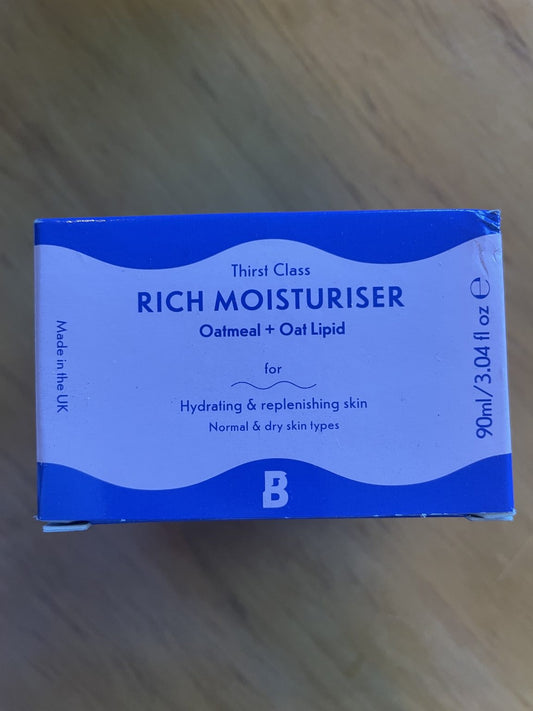 Thirst Class
RICH MOISTURISER
Oatmeal + Oat Lipid
for
Hydrating & replenishing skin
Normal & dry skin types
B
Made in the UK
90ml/3.04 fl oz ℮